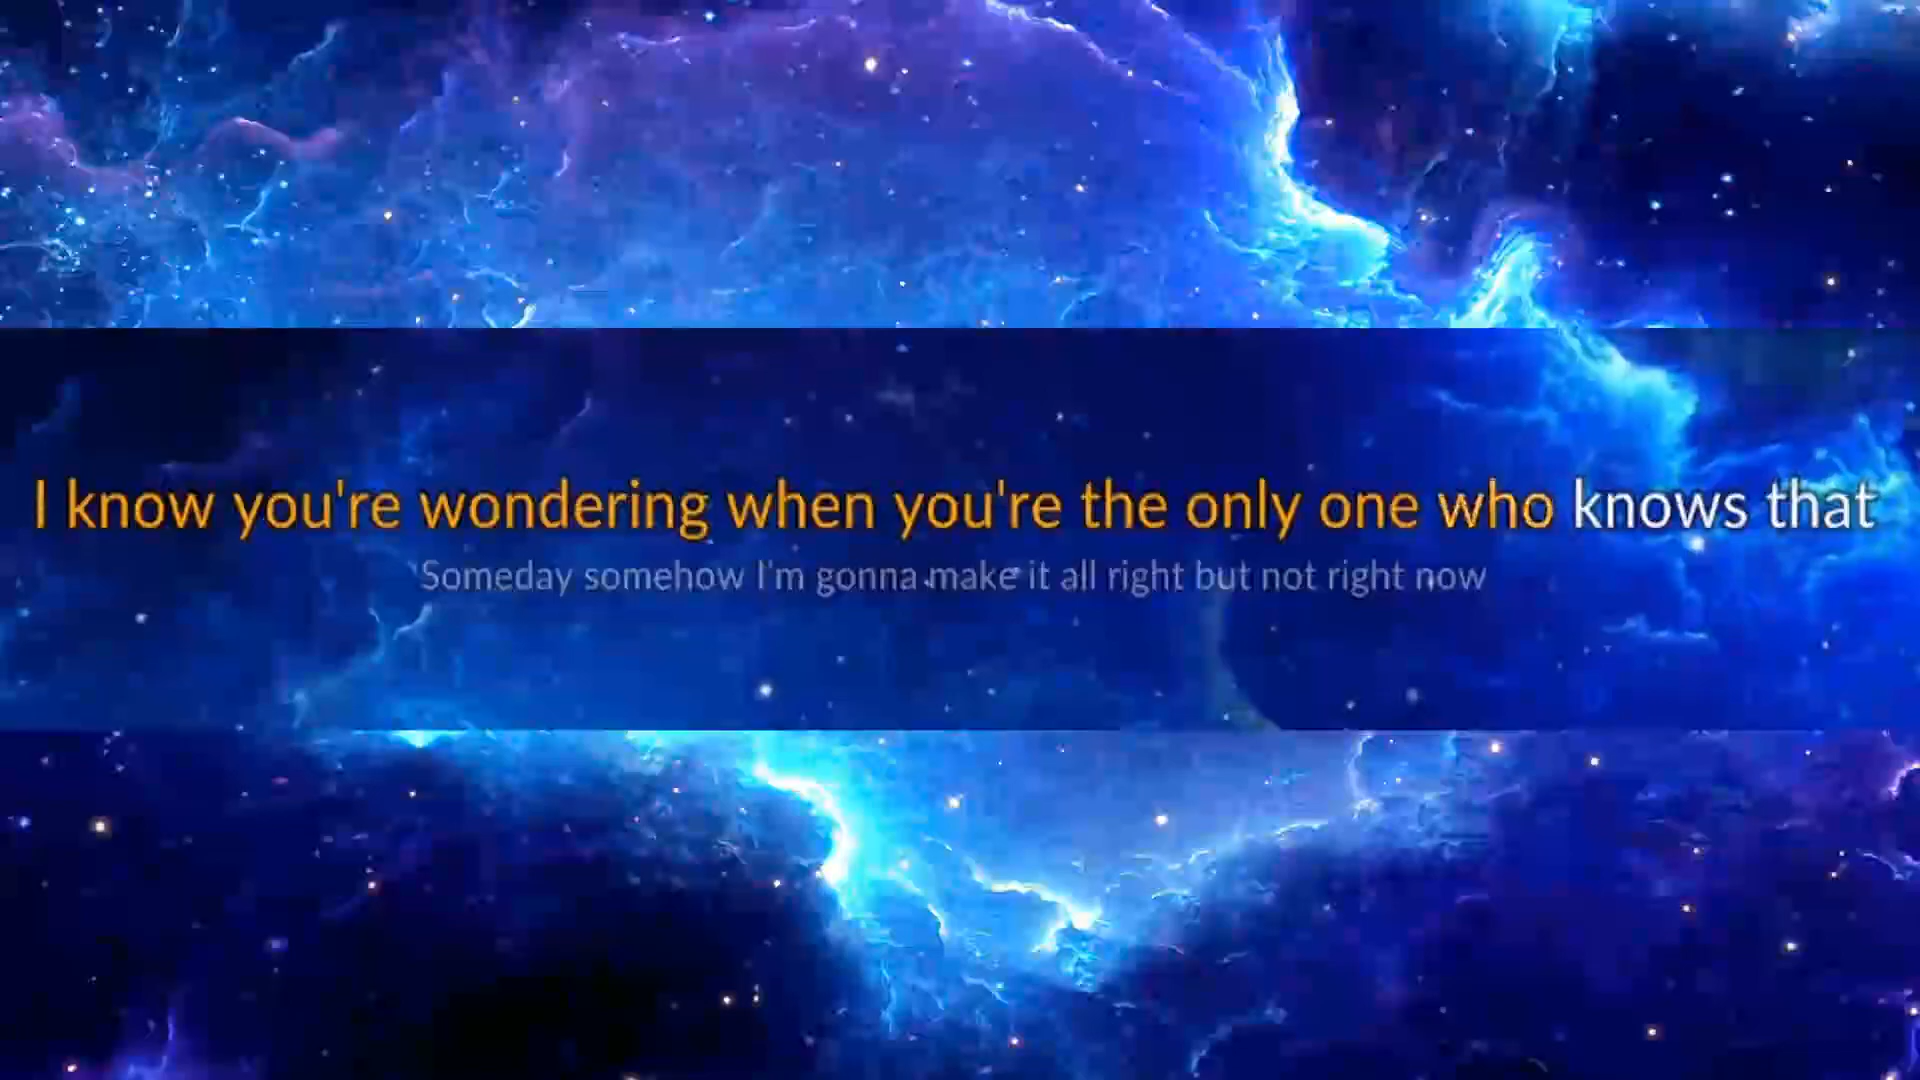 I know you're wondering when you're the only one who knows that
Someday somehow I'm gonna make it all right but not right now